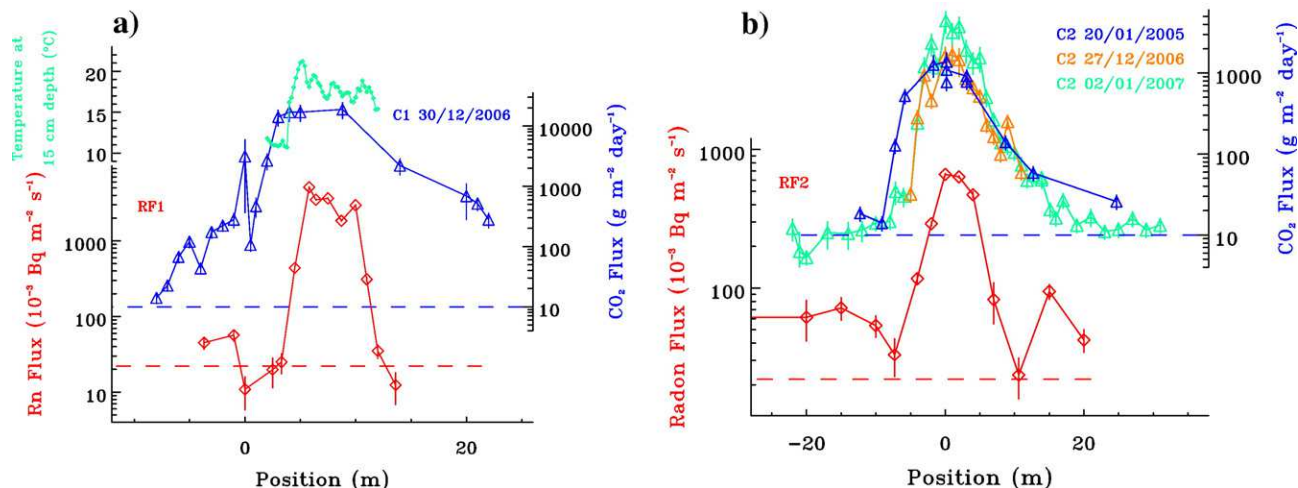 a)
Temperature at
15 cm depth (°C)
20
15
10
C1 30/12/2006
RF1
Rn Flux (10⁻³ Bq m⁻² s⁻¹)
1000
100
10
10000
1000
100
10
CO₂ Flux (g m⁻² day⁻¹)
0
20
Position (m)
b)
C2 20/01/2005
C2 27/12/2006
C2 02/01/2007
RF2
Radon Flux (10⁻³ Bq m⁻² s⁻¹)
1000
100
1000
100
10
CO₂ Flux (g m⁻² day⁻¹)
−20
0
20
Position (m)